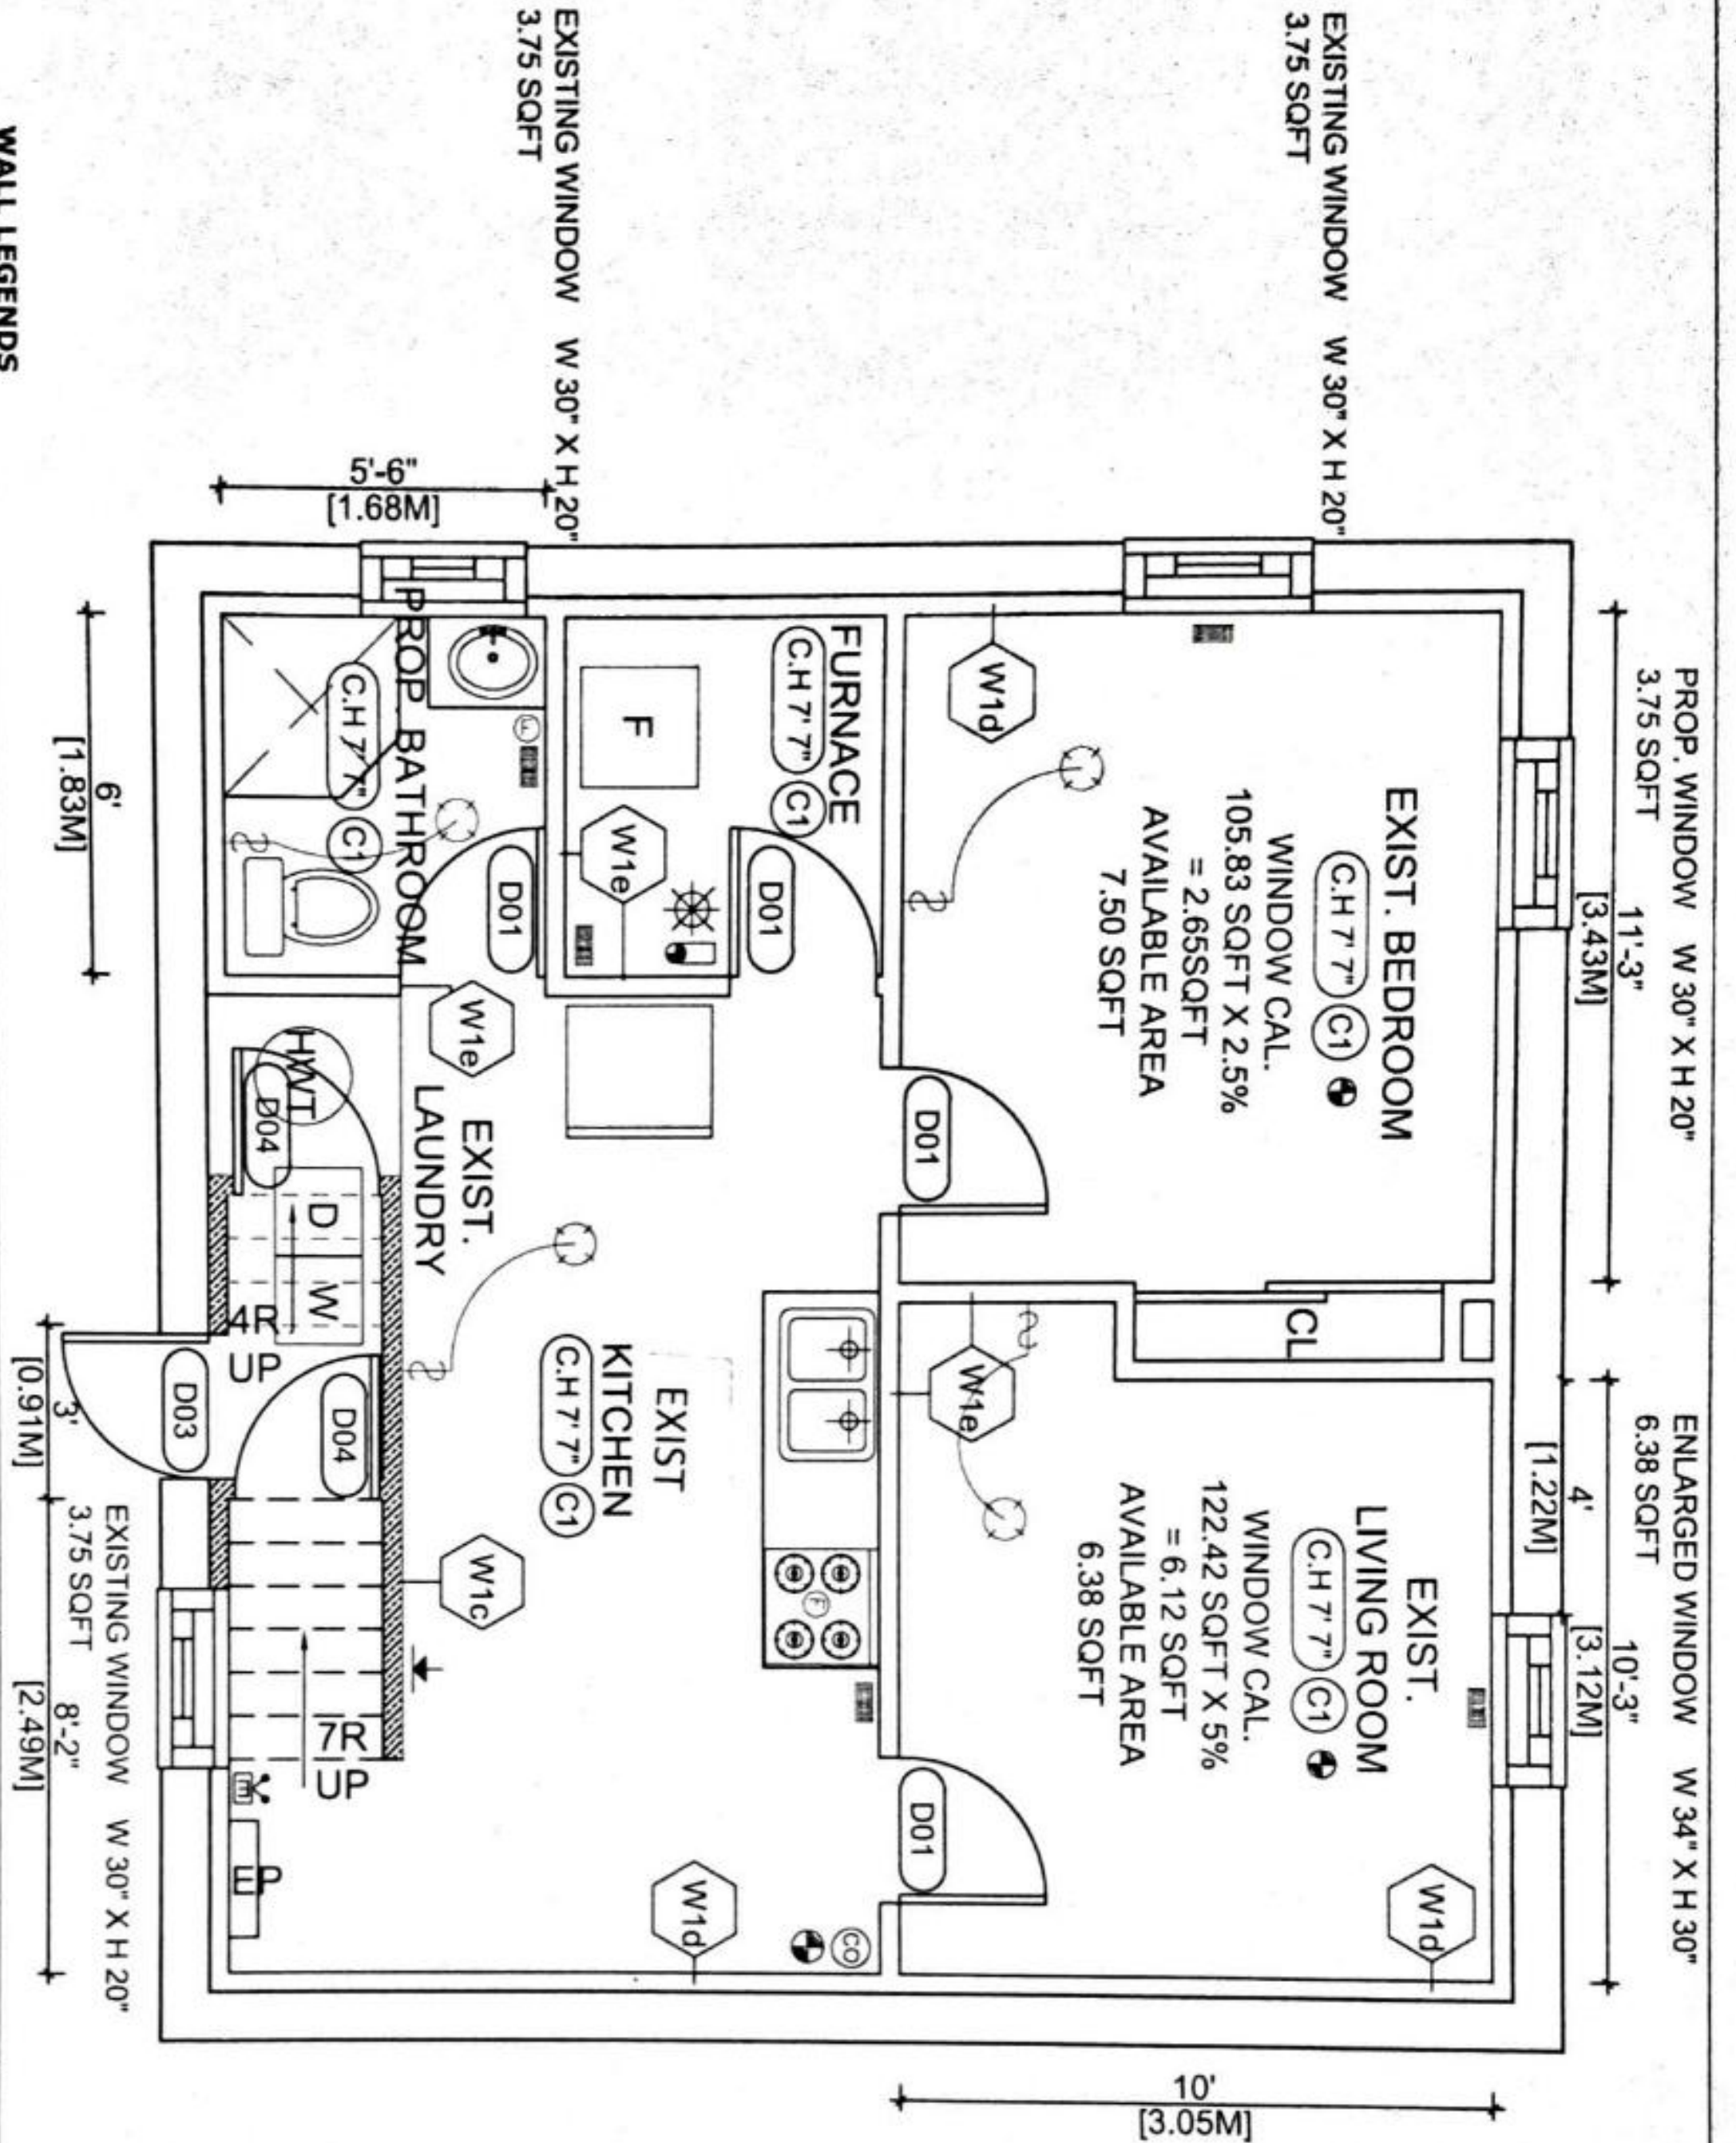 EXISTING WINDOW W 30" X H 20"
3.75 SQFT
EXISTING WINDOW W 30" X H 20"
3.75 SQFT
PROP. WINDOW W 30" X H 20"
3.75 SQFT
11'-3"
[3.43M]
ENLARGED WINDOW W 34" X H 30"
6.38 SQFT
4'
[1.22M]
10'-3"
[3.12M]
10'
[3.05M]
5'-6"
[1.68M]
EXIST. BEDROOM
C.H 7' 7" C1
WINDOW CAL.
105.83 SQFT X 2.5%
= 2.65SQFT
AVAILABLE AREA
7.50 SQFT
W1d
D01
CL
EXIST.
LIVING ROOM
C.H 7' 7" C1
WINDOW CAL.
122.42 SQFT X 5%
= 6.12 SQFT
AVAILABLE AREA
6.38 SQFT
W1e
W1d
D01
FURNACE
C.H 7' 7" C1
F
D01
W1e
PROP. BATHROOM
C.H 7' 7" C1
F
D01
W1e
EXIST.
LAUNDRY
HWT
D04
D
W
4R
UP
EXIST
KITCHEN
C.H 7' 7" C1
F
W1c
W1d
CO
D03
D04
7R
UP
E
EP
6'
[1.83M]
3'
[0.91M]
8'-2"
[2.49M]
EXISTING WINDOW W 30" X H 20"
3.75 SQFT
WALL LEGENDS